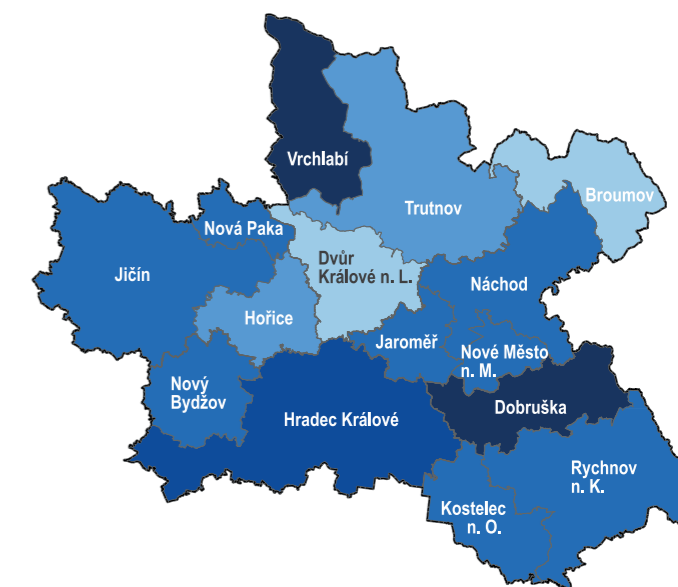 Vrchlabí
Broumov
Trutnov
Nová Paka
Dvůr
Králové n. L.
Jičín
Náchod
Hořice
Jaroměř
Nové Město
n. M.
Nový
Bydžov
Dobruška
Hradec Králové
Rychnov
n. K.
Kostelec
n. O.